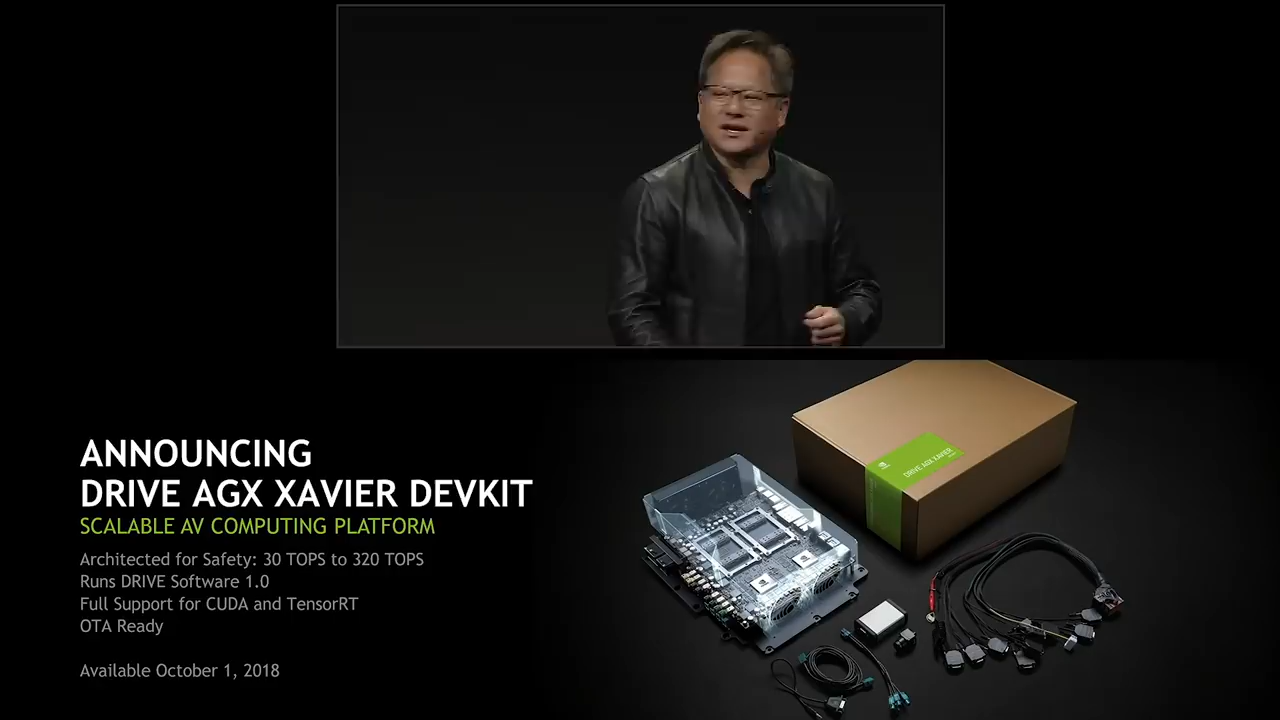 ANNOUNCING
DRIVE AGX XAVIER DEVKIT
SCALABLE AV COMPUTING PLATFORM
Architected for Safety: 30 TOPS to 320 TOPS
Runs DRIVE Software 1.0
Full Support for CUDA and TensorRT
OTA Ready
Available October 1, 2018
DRIVE AGX XAVIER